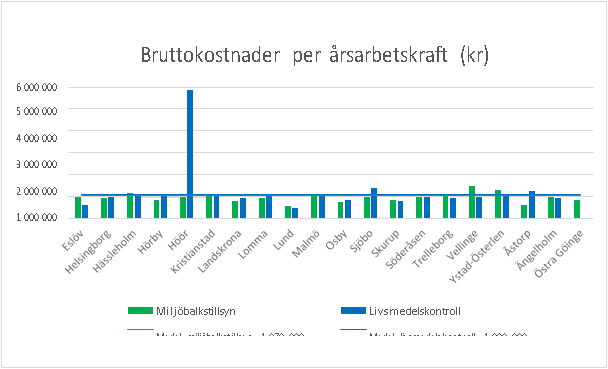 Bruttokostnader per årsarbetskraft (kr)
6 000 000
5 000 000
4 000 000
3 000 000
2 000 000
1 000 000
Eslöv
Helsingborg
Hässleholm
Hörby
Höör
Kristianstad
Landskrona
Lomma
Lund
Malmö
Osby
Sjöbo
Skurup
Söderåsen
Trelleborg
Vellinge
Ystad-Österlen
Åstorp
Ängelholm
Östra Göinge
Miljöbalkstillsyn
Livsmedelskontroll